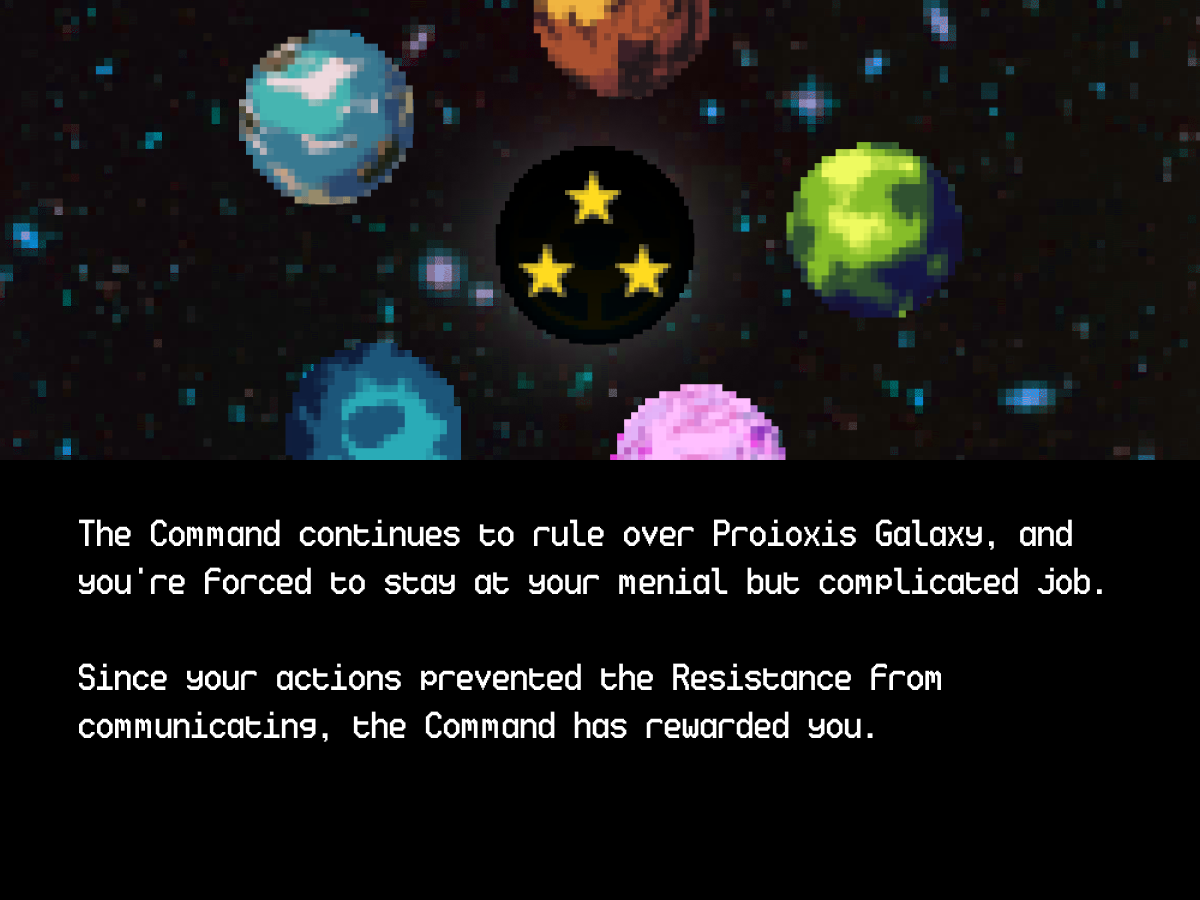 The Command continues to rule over Proioxis Galaxy, and
you're forced to stay at your menial but complicated job.
Since your actions prevented the Resistance from
communicating, the Command has rewarded you.